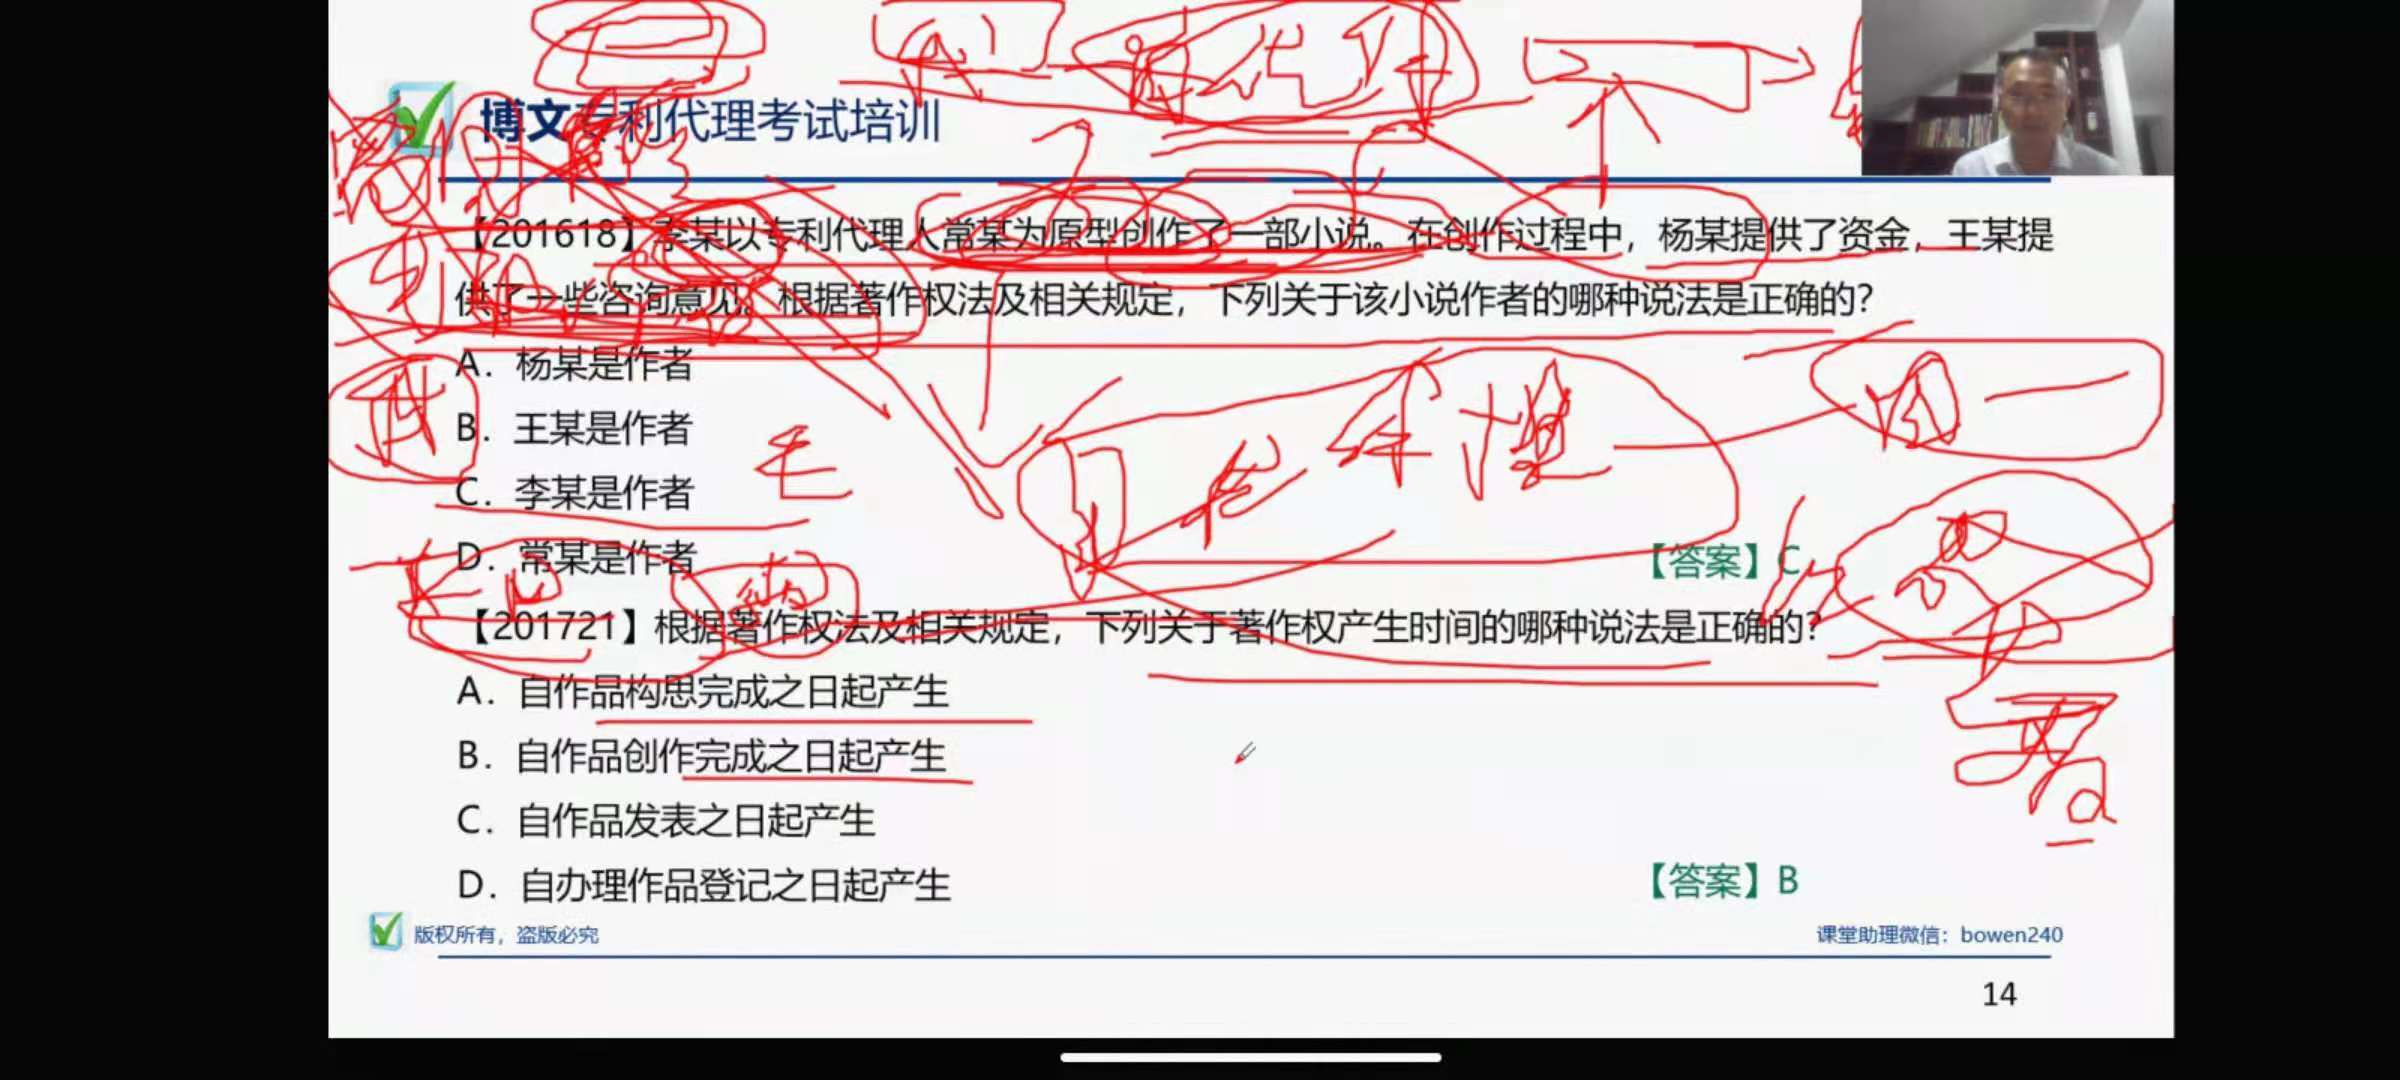 博文专利代理考试培训
【201618】李某以专利代理人常某为原型创作了一部小说。在创作过程中，杨某提供了资金，王某提
供了一些咨询意见。根据著作权法及相关规定，下列关于该小说作者的哪种说法是正确的？
A．杨某是作者
B．王某是作者
C．李某是作者
D．常某是作者
【答案】C
【201721】根据著作权法及相关规定，下列关于著作权产生时间的哪种说法是正确的？
A．自作品构思完成之日起产生
B．自作品创作完成之日起产生
C．自作品发表之日起产生
D．自办理作品登记之日起产生
【答案】B
版权所有，盗版必究
课堂助理微信：bowen240
14